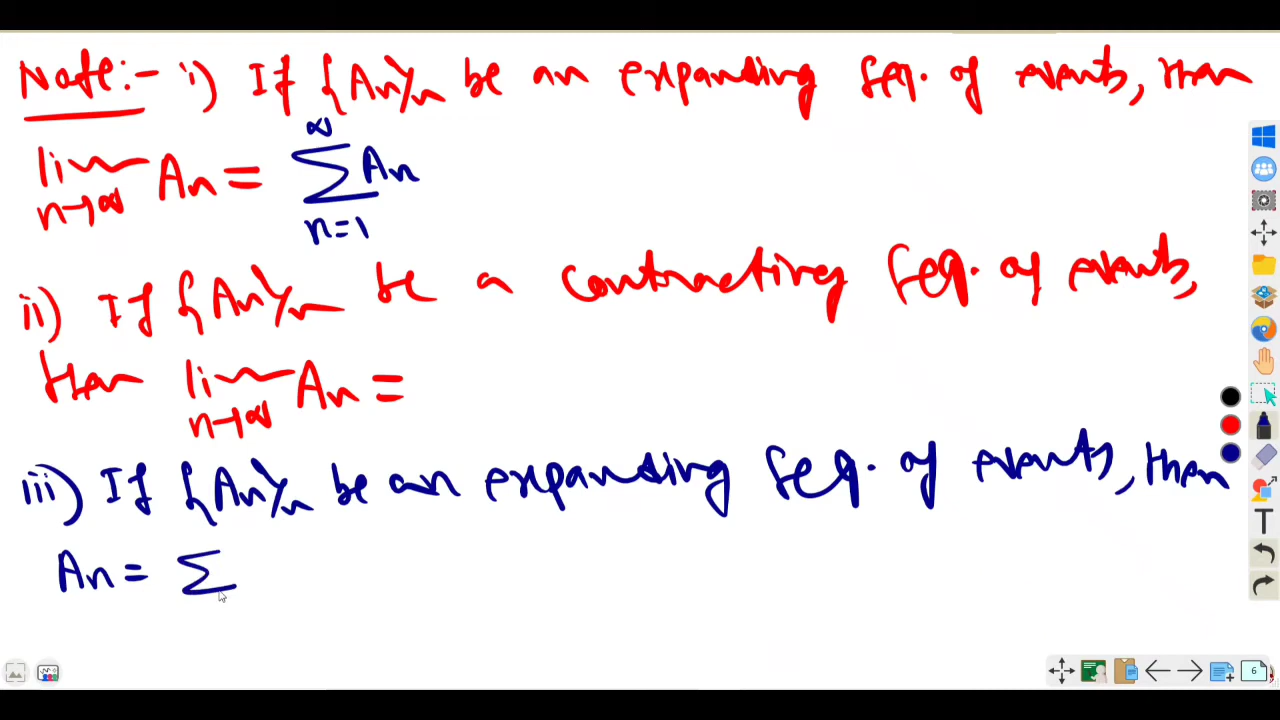 Note:- i) If {An}n be an expanding seq. of events, then
lim n→∞ An = ∞ ∑ n=1 An
ii) If {An}n be a contracting seq. of events,
then lim n→∞ An =
iii) If {An}n be an expanding seq. of events, then
An = ∑
T
6